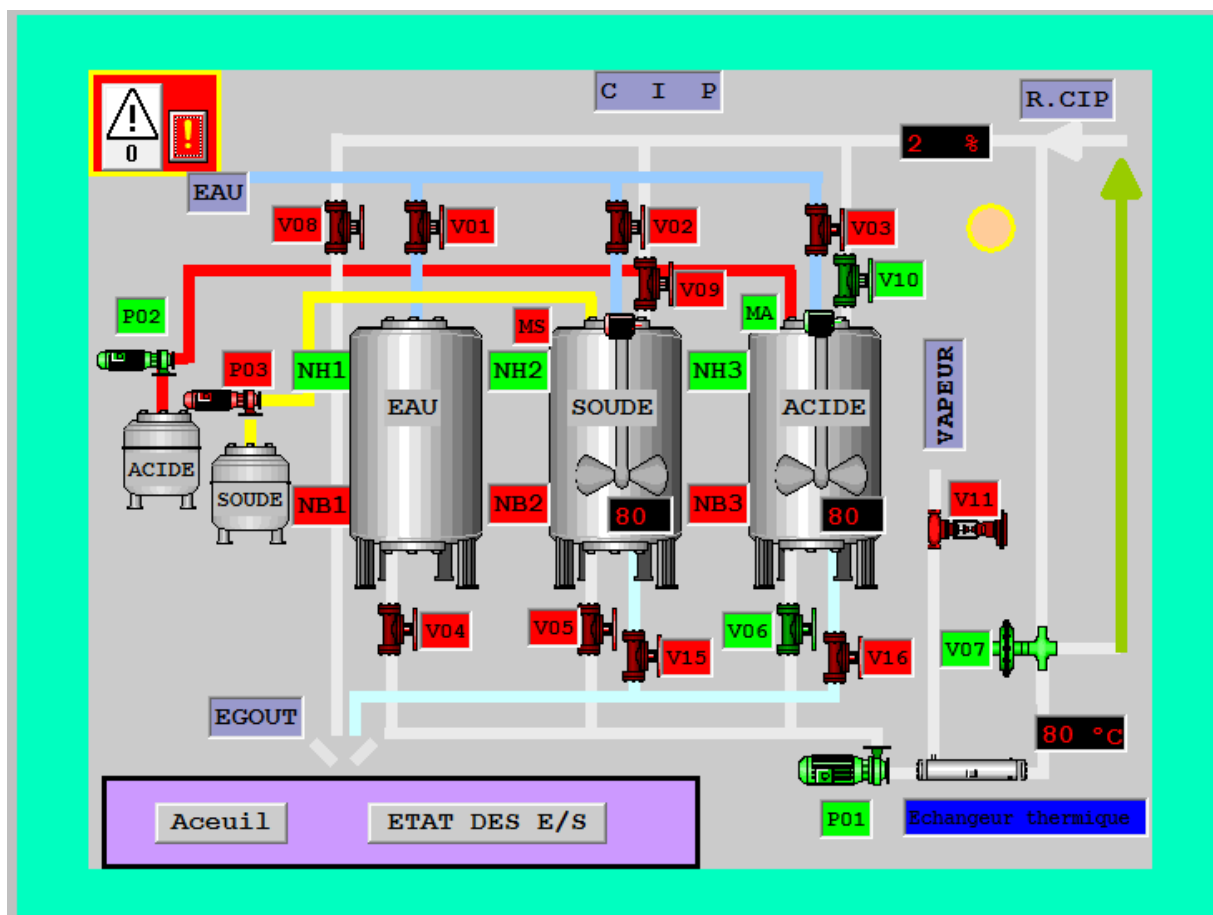 C I P
R.CIP
!
!
0
2 %
EAU
V08
V01
V02
V03
V09
V10
P02
MS
MA
P03
NH1
NH2
NH3
VAPEUR
EAU
SOUDE
ACIDE
ACIDE
SOUDE
NB1
NB2
NB3
V11
80
80
V04
V05
V15
V06
V16
V07
EGOUT
80 °C
Aceuil
ETAT DES E/S
P01
Echangeur thermique